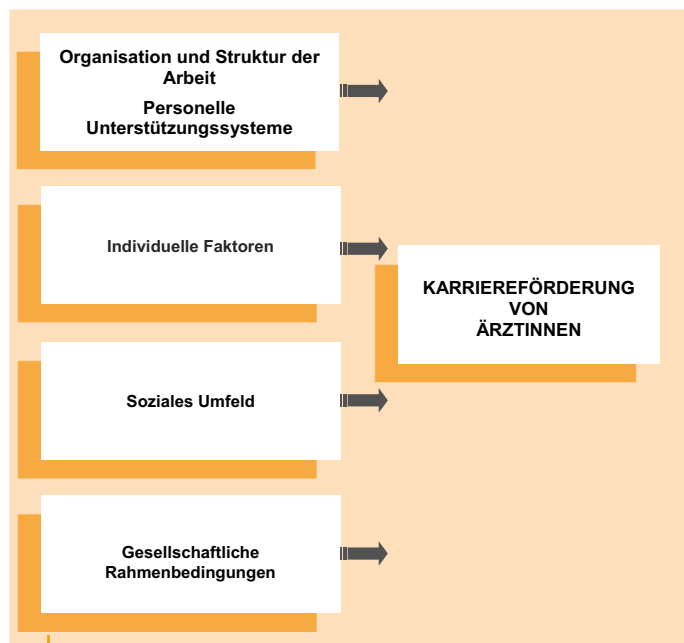 Organisation und Struktur der
Arbeit
Personelle
Unterstützungssysteme
Individuelle Faktoren
KARRIEREFÖRDERUNG
VON
ÄRZTINNEN
Soziales Umfeld
Gesellschaftliche
Rahmenbedingungen